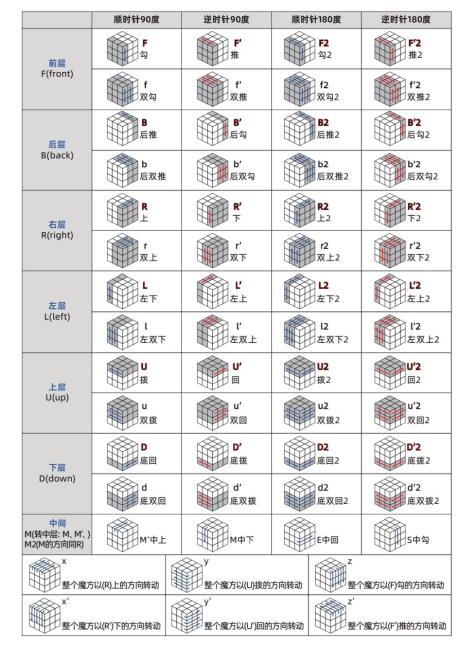 顺时针90度 逆时针90度 顺时针180度 逆时针180度
前层
F(front)
F
勾
F′
推
F2
勾2
F′2
推2
f
双勾
f′
双推
f2
双勾2
f′2
双推2
后层
B(back)
B
后推
B′
后勾
B2
后推2
B′2
后勾2
b
后双推
b′
后双勾
b2
后双推2
b′2
后双勾2
右层
R(right)
R
上
R′
下
R2
上2
R′2
下2
r
双上
r′
双下
r2
双上2
r′2
双下2
左层
L(left)
L
左下
L′
左上
L2
左下2
L′2
左上2
l
左双下
l′
左双上
l2
左双下2
l′2
左双上2
上层
U(up)
U
拨
U′
回
U2
拨2
U′2
回2
u
双拨
u′
双回
u2
双拨2
u′2
双回2
下层
D(down)
D
底回
D′
底拨
D2
底回2
D′2
底拨2
d
底双回
d′
底双拨
d2
底双回2
d′2
底双拨2
中间
M(转中层: M、M′、)
M2(M的方向同R)
M′中上
M中下
E中回
S中勾
x
整个魔方以(R)上的方向转动
y
整个魔方以(U)拨的方向转动
z
整个魔方以(F)勾的方向转动
x′
整个魔方以(R′)下的方向转动
y′
整个魔方以(U′)回的方向转动
z′
整个魔方以(F′)推的方向转动